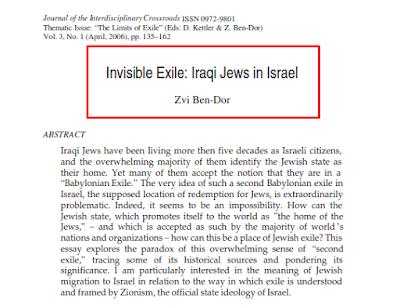 Journal of the Interdisciplinary Crossroads ISSN 0972-9801
Thematic Issue: "The Limits of Exile" (Eds: D. Kettler & Z. Ben-Dor)
Vol. 3, No. 1 (April, 2006), pp. 135–162
Invisible Exile: Iraqi Jews in Israel
Zvi Ben-Dor
ABSTRACT
Iraqi Jews have been living more then five decades as Israeli citizens,
and the overwhelming majority of them identify the Jewish state as
their home. Yet many of them accept the notion that they are in a
"Babylonian Exile." The very idea of such a second Babylonian exile in
Israel, the supposed location of redemption for Jews, is extraordinarily
problematic. Indeed, it seems to be an impossibility. How can the
Jewish state, which promotes itself to the world as "the home of the
Jews," – and which is accepted as such by the majority of world's
nations and organizations – how can this be a place of Jewish exile? This
essay explores the paradox of this overwhelming sense of "second
exile," tracing some of its historical sources and pondering its
significance. I am particularly interested in the meaning of Jewish
migration to Israel in relation to the way in which exile is understood
and framed by Zionism, the official state ideology of Israel.